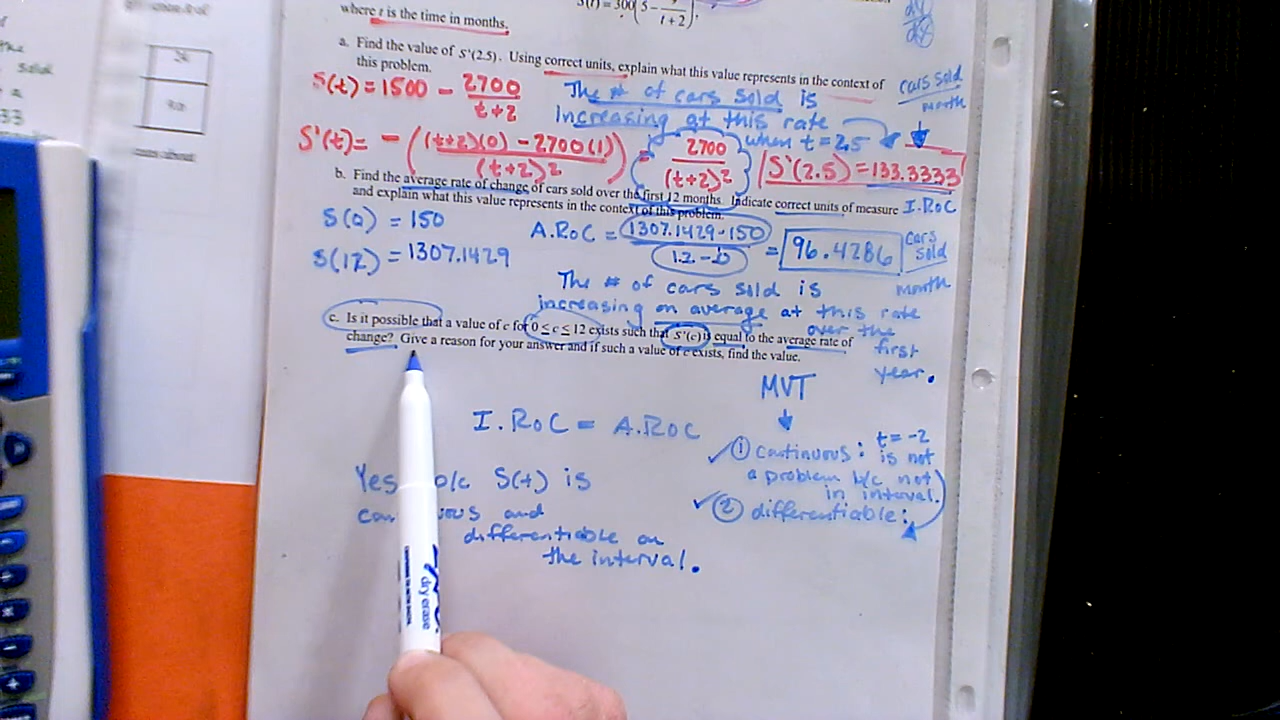 where t is the time in months.
S(t) = 300(5 - 9/(t+2)).
dy
dx
a. Find the value of S'(2.5). Using correct units, explain what this value represents in the context of
this problem.
S(t) = 1500 - 2700/(t+2)
The # of cars sold is
increasing at this rate
when t = 2.5
cars sold
month
S'(t) = -((t+2)(0) - 2700(1))/(t+2)² = 2700/(t+2)²
S'(2.5) = 133.3333
b. Find the average rate of change of cars sold over the first 12 months. Indicate correct units of measure
I.RoC
and explain what this value represents in the context of this problem.
S(0) = 150
S(12) = 1307.1429
A.RoC = (1307.1429 - 150)/(12 - 0) = 96.4286 cars sold
month
The # of cars sold is
increasing on average at this rate
over the
first
year.
c. Is it possible that a value of c for 0 ≤ c ≤ 12 exists such that S'(c) is equal to the average rate of
change? Give a reason for your answer and if such a value of c exists, find the value.
MVT
I.RoC = A.RoC
① continuous: t = -2
is not
a problem b/c not
in interval.
② differentiable:
Yes b/c S(t) is
and
differentiable on
the interval.
dry erase